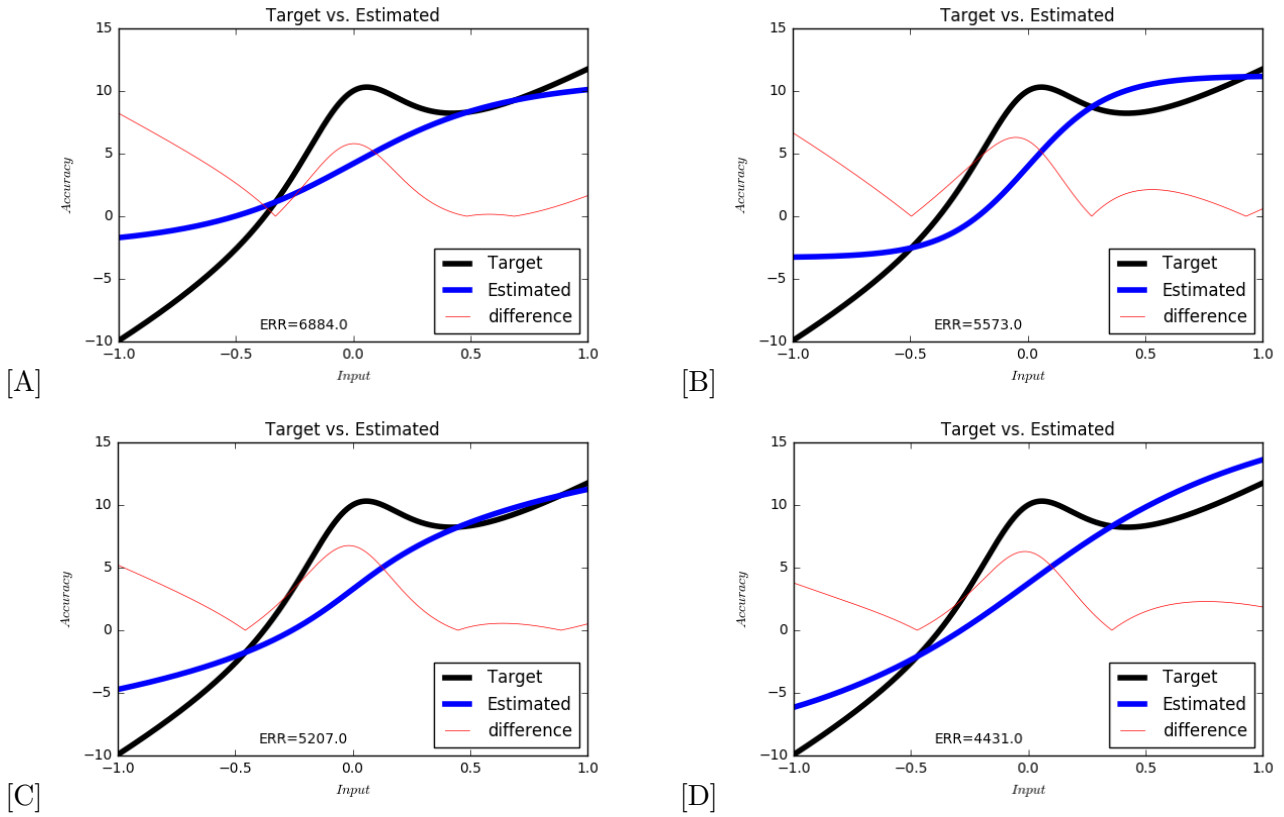 Target vs. Estimated
15
10
5
0
−5
−10
Accuracy
−1.0 −0.5 0.0 0.5 1.0
Input
Target
Estimated
difference
ERR=6884.0
[A]
Target vs. Estimated
15
10
5
0
−5
−10
Accuracy
−1.0 −0.5 0.0 0.5 1.0
Input
Target
Estimated
difference
ERR=5573.0
[B]
Target vs. Estimated
15
10
5
0
−5
−10
Accuracy
−1.0 −0.5 0.0 0.5 1.0
Input
Target
Estimated
difference
ERR=5207.0
[C]
Target vs. Estimated
15
10
5
0
−5
−10
Accuracy
−1.0 −0.5 0.0 0.5 1.0
Input
Target
Estimated
difference
ERR=4431.0
[D]